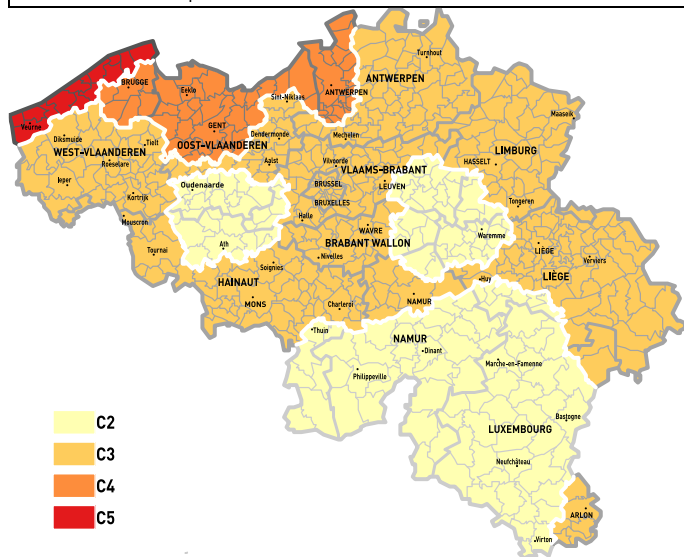 Turnhout
ANTWERPEN
BRUGGE
Eeklo
Sint-Niklaas
ANTWERPEN
Maaseik
Veurne
GENT
Diksmuide
Tielt
OOST-VLAANDEREN
Dendermonde
Mechelen
WEST-VLAANDEREN
Roeselare
Aalst
Vilvoorde
VLAAMS-BRABANT
HASSELT
LIMBURG
Ieper
Oudenaarde
BRUSSEL
LEUVEN
Kortrijk
BRUXELLES
Tongeren
Mouscron
Halle
WAVRE
Waremme
Ath
BRABANT WALLON
Tournai
Nivelles
LIÈGE
Verviers
Soignies
LIÈGE
HAINAUT
Huy
MONS
Charleroi
NAMUR
Thuin
NAMUR
Dinant
Marche-en-Famenne
Philippeville
C2
Bastogne
LUXEMBOURG
C3
Neufchâteau
C4
C5
ARLON
Virton